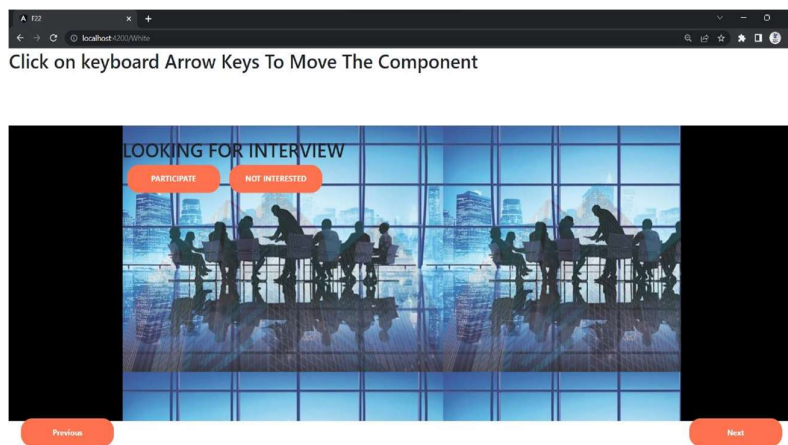 F22
localhost:4200/White
Click on keyboard Arrow Keys To Move The Component
LOOKING FOR INTERVIEW
PARTICIPATE
NOT INTERESTED
Previous
Next